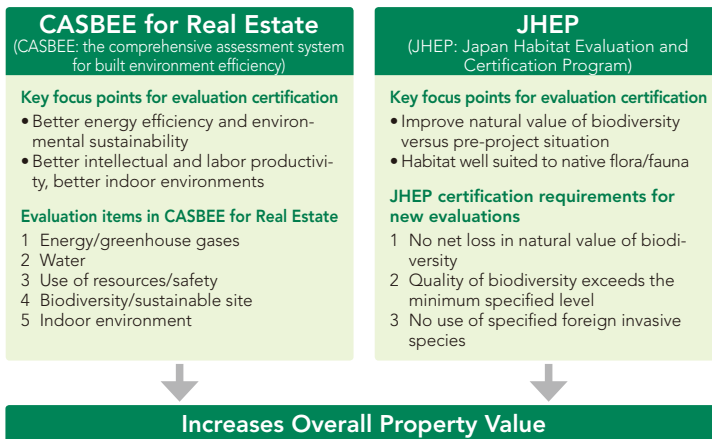 CASBEE for Real Estate
(CASBEE: the comprehensive assessment system
for built environment efficiency)
Key focus points for evaluation certification
• Better energy efficiency and environ-
mental sustainability
• Better intellectual and labor productivi-
ty, better indoor environments
Evaluation items in CASBEE for Real Estate
1 Energy/greenhouse gases
2 Water
3 Use of resources/safety
4 Biodiversity/sustainable site
5 Indoor environment
JHEP
(JHEP: Japan Habitat Evaluation and
Certification Program)
Key focus points for evaluation certification
• Improve natural value of biodiversity
versus pre-project situation
• Habitat well suited to native flora/fauna
JHEP certification requirements for
new evaluations
1 No net loss in natural value of biodi-
versity
2 Quality of biodiversity exceeds the
minimum specified level
3 No use of specified foreign invasive
species
Increases Overall Property Value